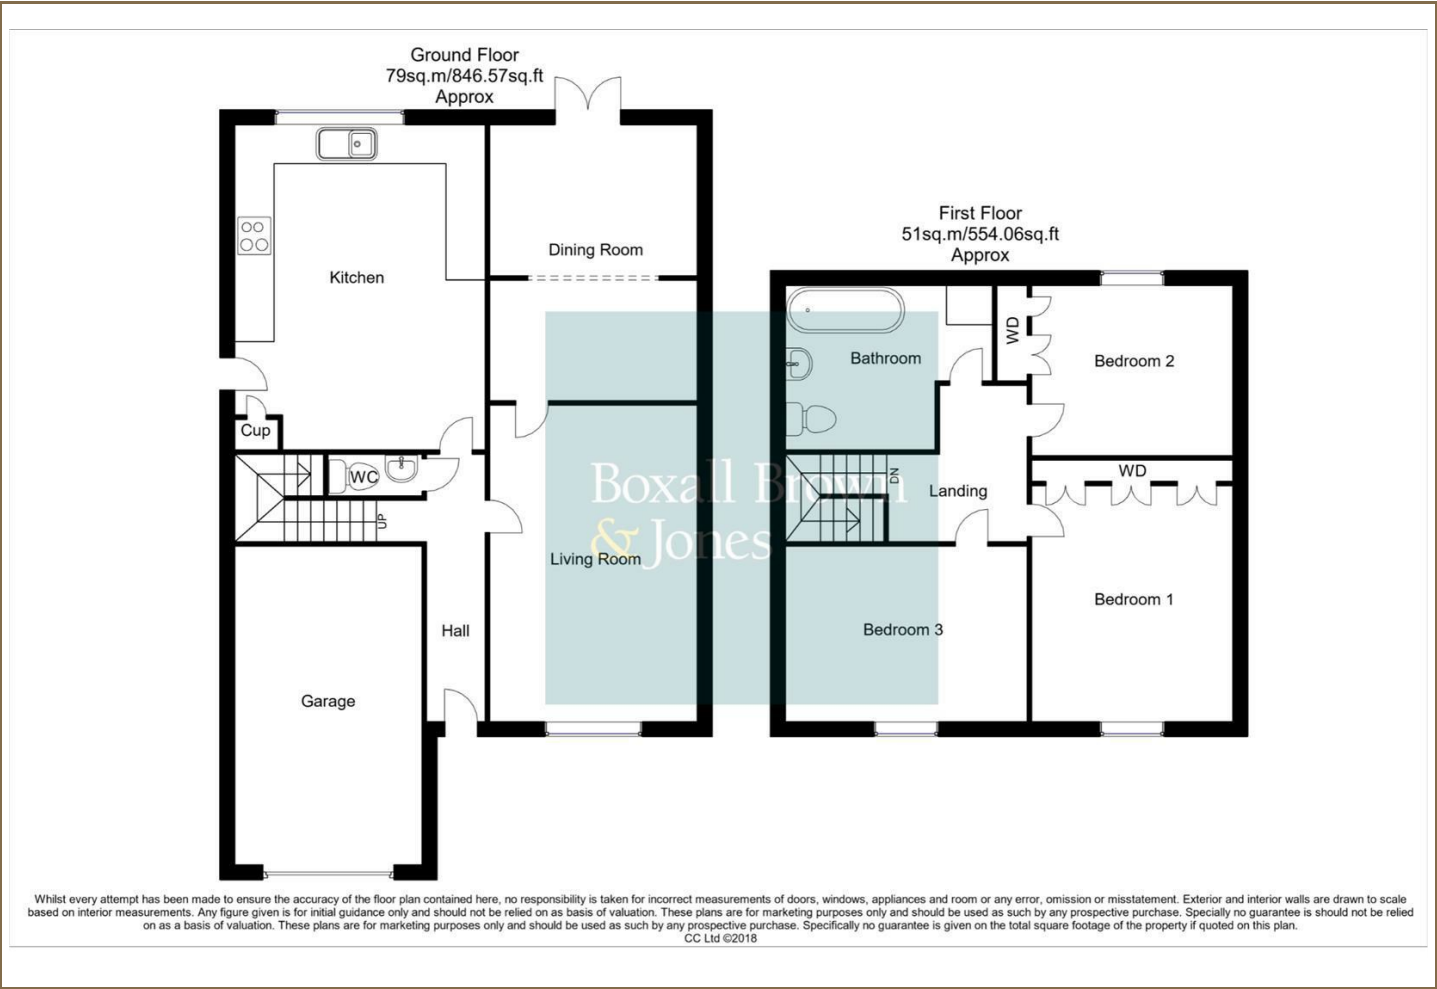 Ground Floor
79sq.m/846.57sq.ft
Approx
First Floor
51sq.m/554.06sq.ft
Approx
Dining Room
Kitchen
Cup
WC
UP
Living Room
Hall
Garage
Bathroom
WD
Bedroom 2
WD
DN
Landing
Bedroom 1
Bedroom 3
Boxall Brown
& Jones
Whilst every attempt has been made to ensure the accuracy of the floor plan contained here, no responsibility is taken for incorrect measurements of doors, windows, appliances and room or any error, omission or misstatement. Exterior and interior walls are drawn to scale
based on interior measurements. Any figure given is for initial guidance only and should not be relied on as basis of valuation. These plans are for marketing purposes only and should be used as such by any prospective purchase. Specially no guarantee is should not be relied
on as a basis of valuation. These plans are for marketing purposes only and should be used as such by any prospective purchase. Specifically no guarantee is given on the total square footage of the property if quoted on this plan.
CC Ltd ©2018